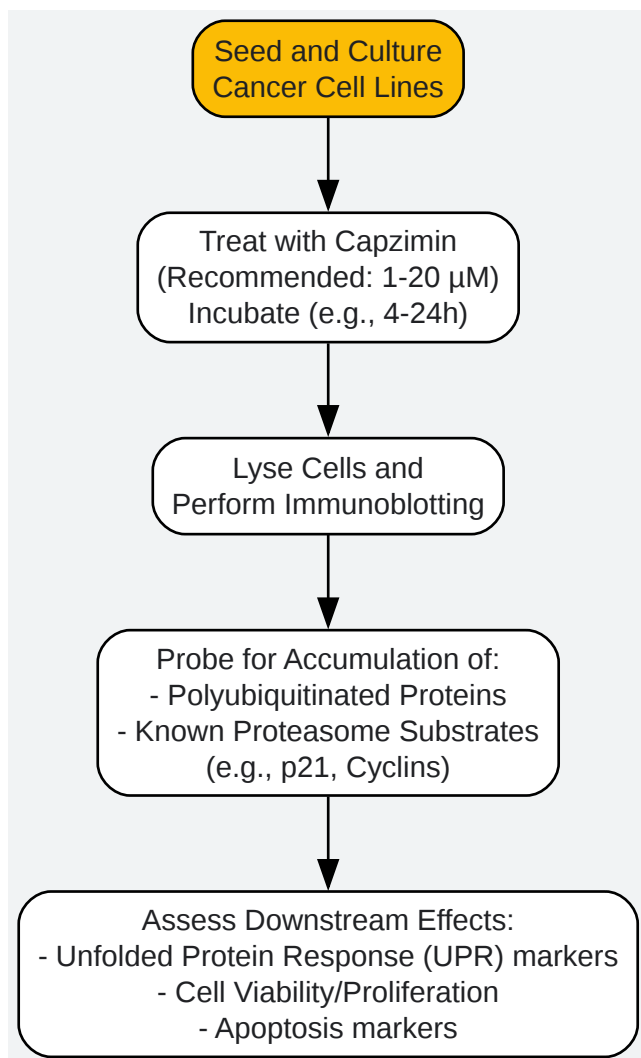 Seed and Culture
Cancer Cell Lines
Treat with Capzimin
(Recommended: 1-20 µM)
Incubate (e.g., 4-24h)
Lyse Cells and
Perform Immunoblotting
Probe for Accumulation of:
- Polyubiquitinated Proteins
- Known Proteasome Substrates
(e.g., p21, Cyclins)
Assess Downstream Effects:
- Unfolded Protein Response (UPR) markers
- Cell Viability/Proliferation
- Apoptosis markers